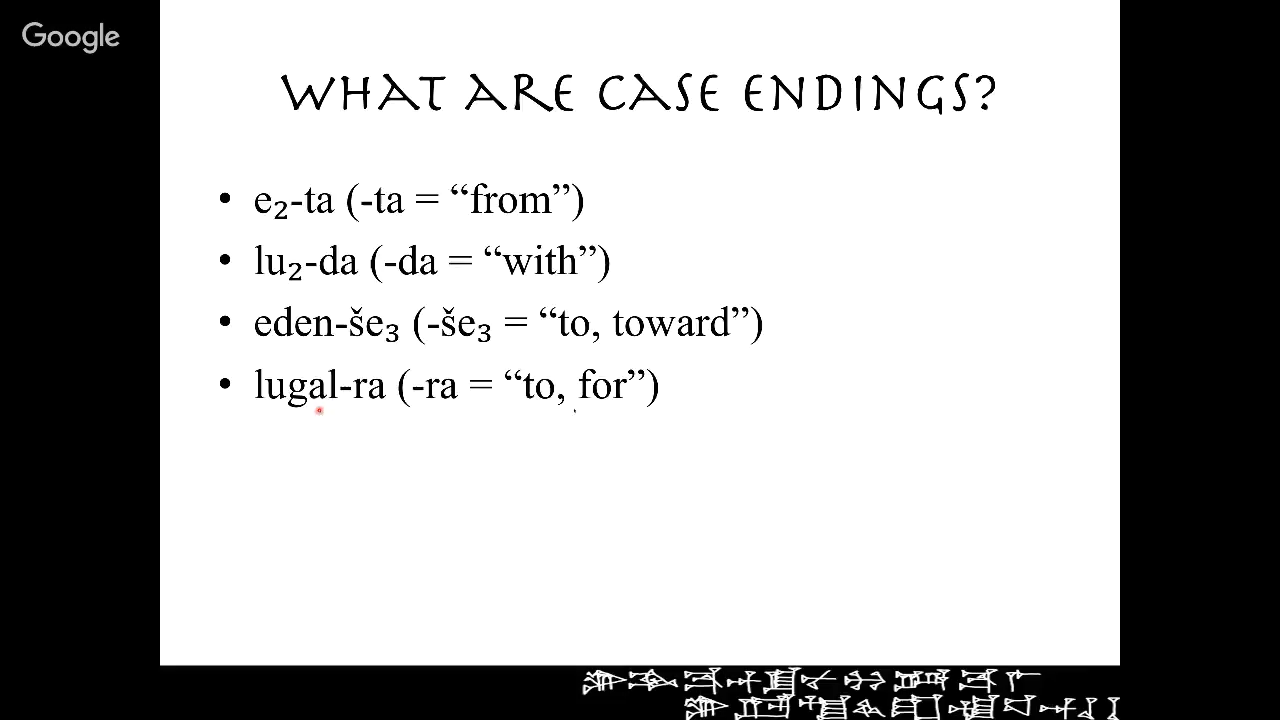 Google
WHAT ARE CASE ENDINGS?
• e₂-ta (-ta = “from”)
• lu₂-da (-da = “with”)
• eden-še₃ (-še₃ = “to, toward”)
• lugal-ra (-ra = “to, for”)